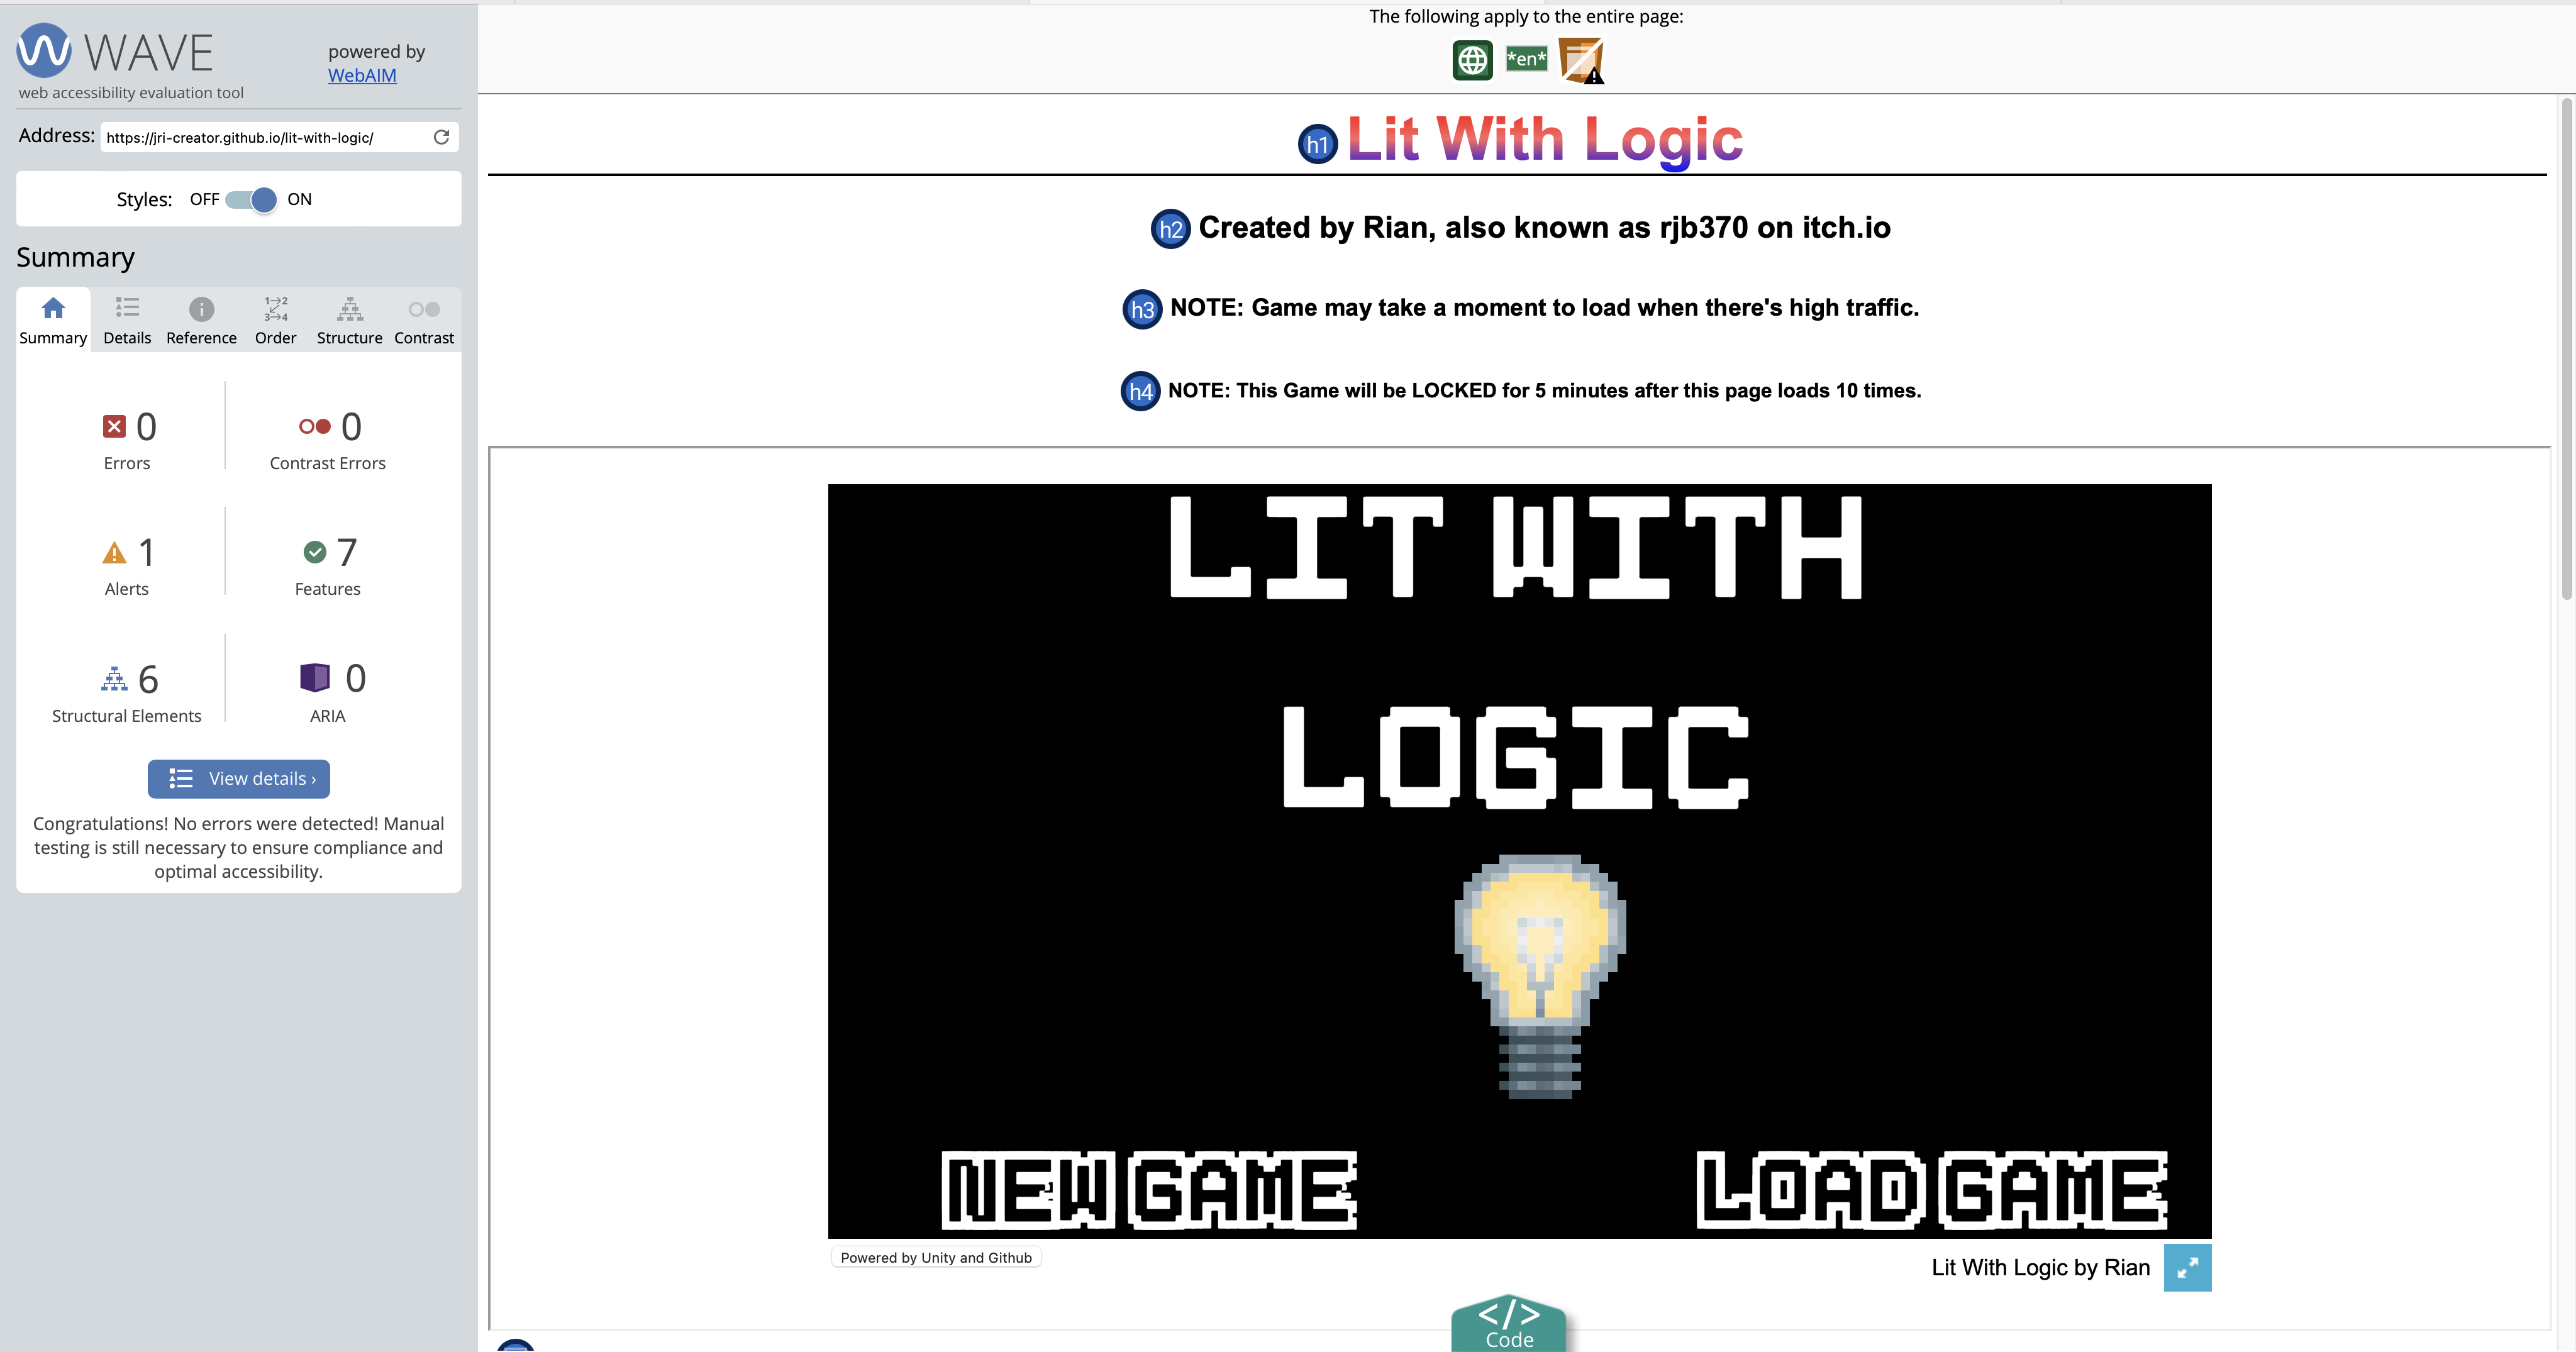 WAVE
powered by
WebAIM
web accessibility evaluation tool
Address: https://jri-creator.github.io/lit-with-logic/
Styles: OFF ON
Summary
Summary Details Reference Order Structure Contrast
1→2
3→4
0 0
Errors Contrast Errors
1 7
Alerts Features
6 0
Structural Elements ARIA
View details ›
Congratulations! No errors were detected! Manual
testing is still necessary to ensure compliance and
optimal accessibility.
The following apply to the entire page:
*en*
h1 Lit With Logic
h2 Created by Rian, also known as rjb370 on itch.io
h3 NOTE: Game may take a moment to load when there's high traffic.
h4 NOTE: This Game will be LOCKED for 5 minutes after this page loads 10 times.
LIT WITH
LOGIC
NEW GAME LOAD GAME
Powered by Unity and Github
Lit With Logic by Rian
</>
Code